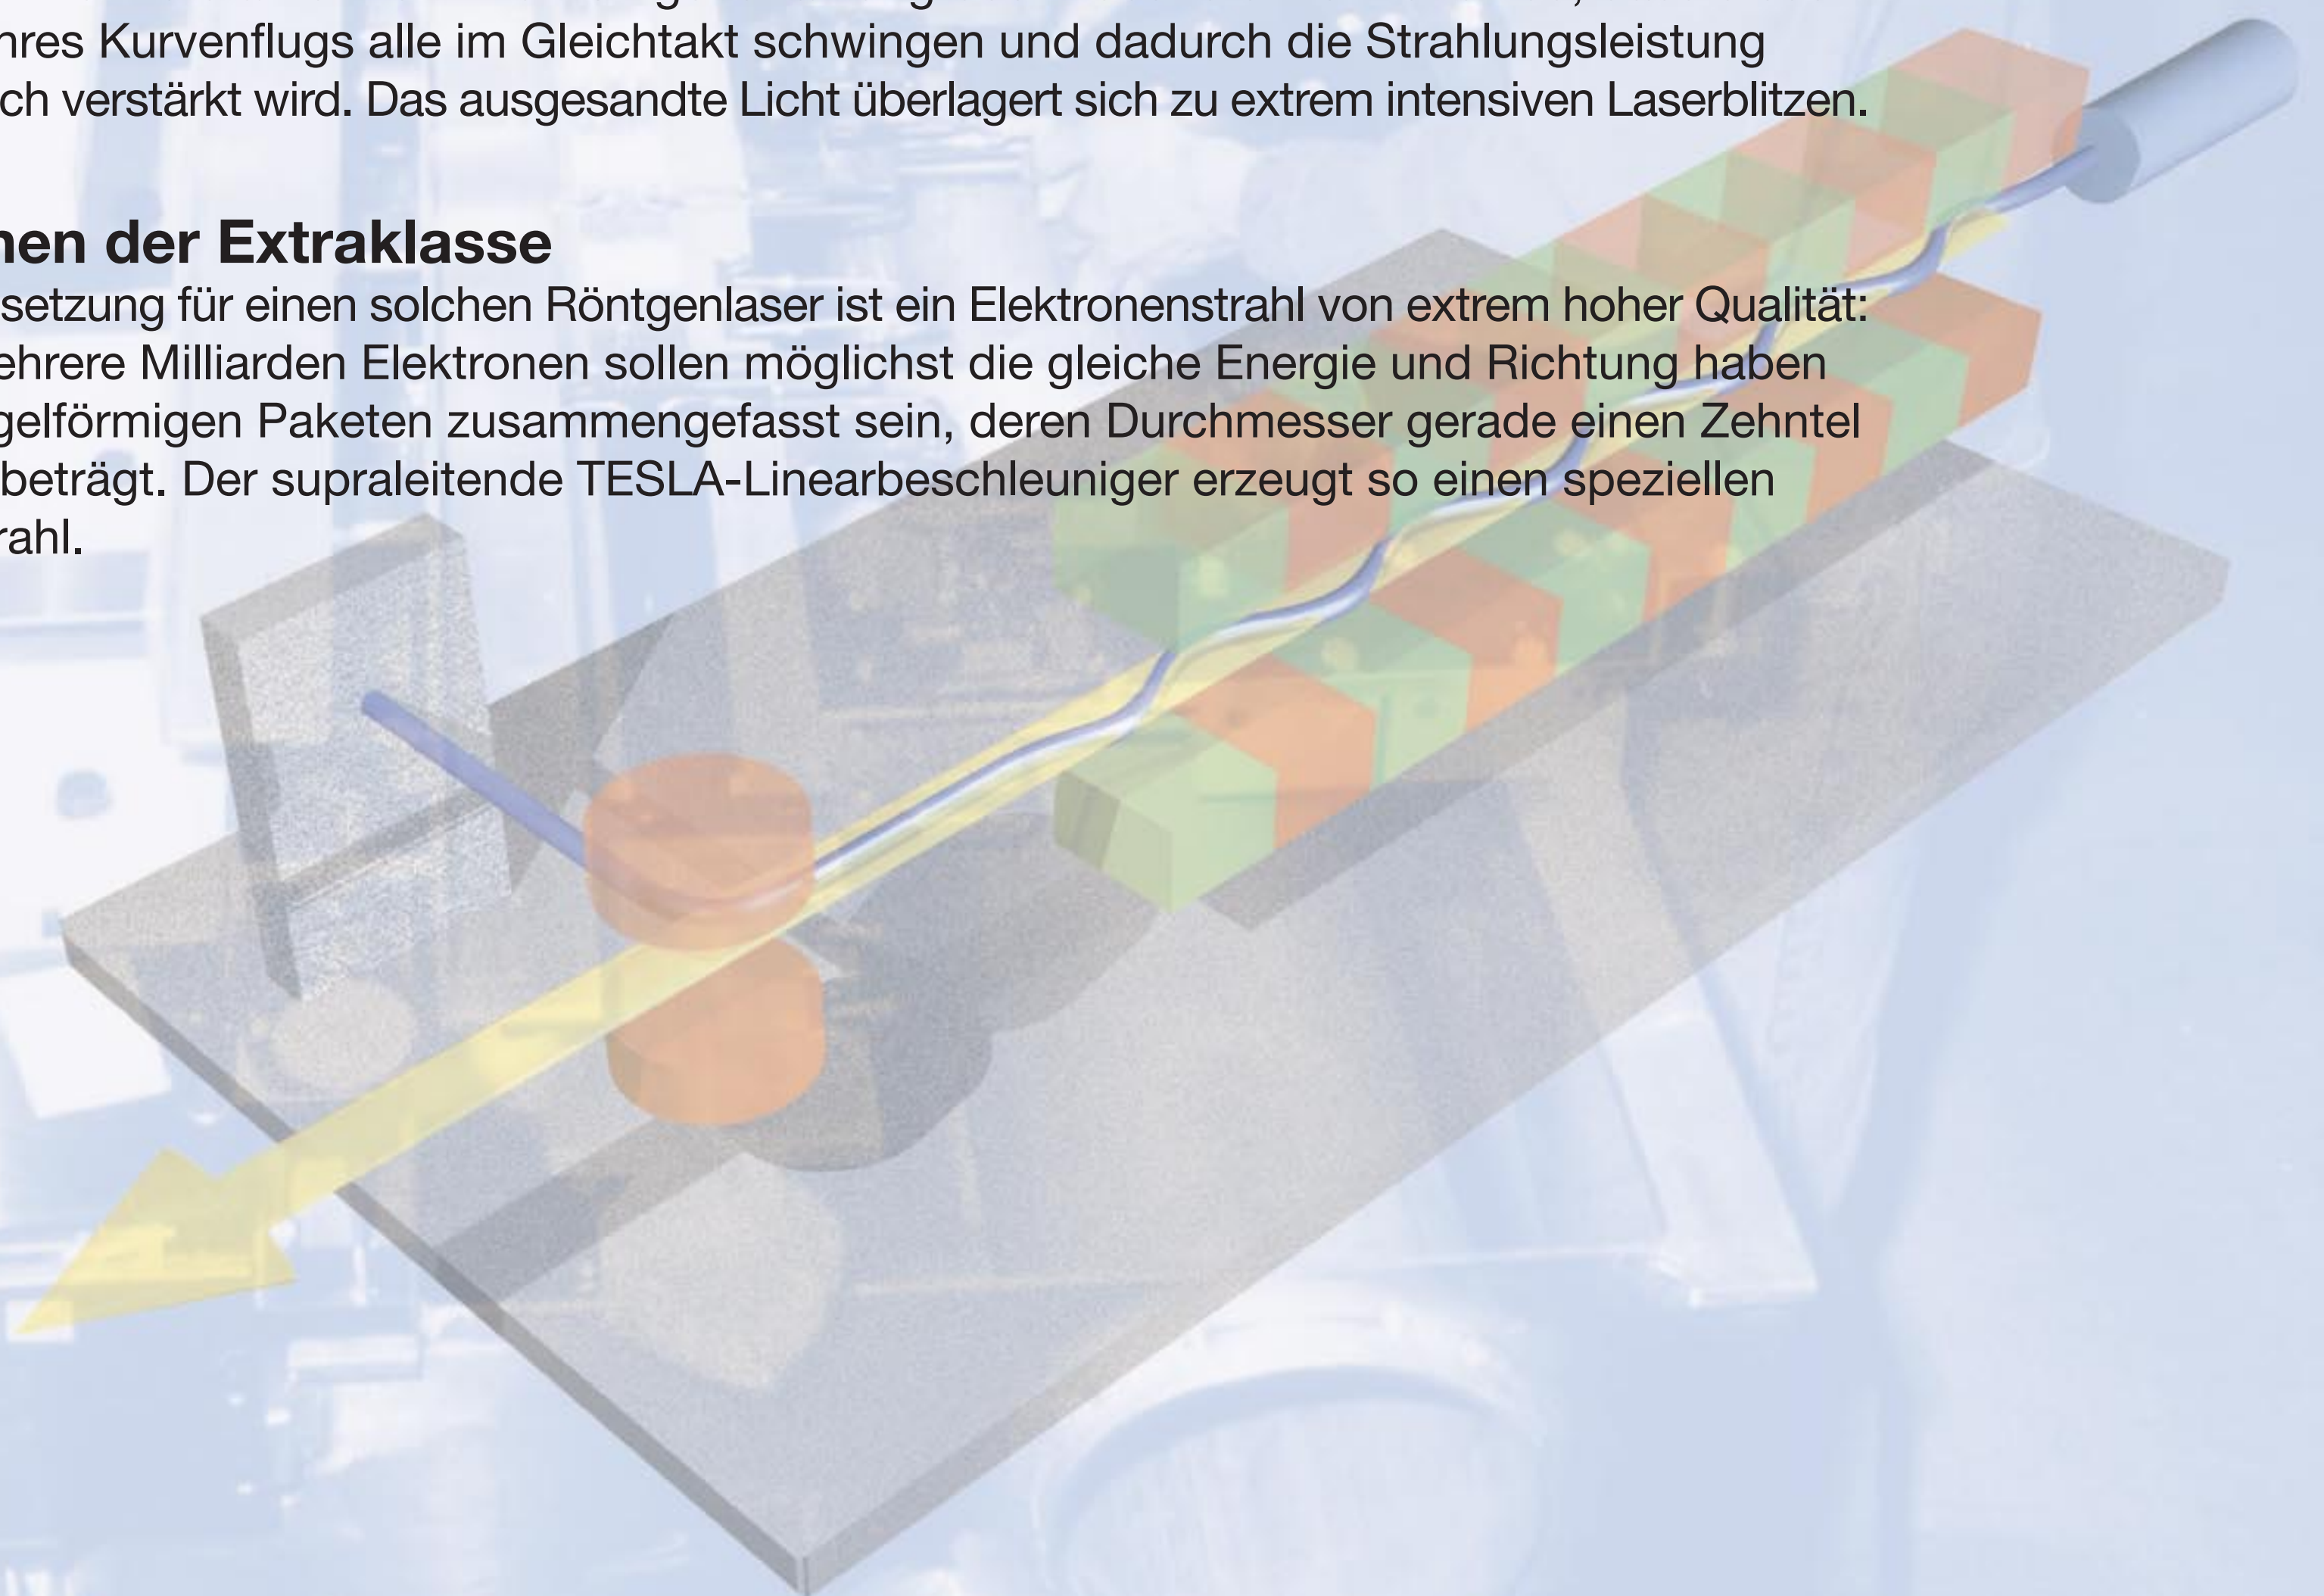 hres Kurvenflugs alle im Gleichtakt schwingen und dadurch die Strahlungsleistung
ch verstärkt wird. Das ausgesandte Licht überlagert sich zu extrem intensiven Laserblitzen.
nen der Extraklasse
setzung für einen solchen Röntgenlaser ist ein Elektronenstrahl von extrem hoher Qualität:
ehrere Milliarden Elektronen sollen möglichst die gleiche Energie und Richtung haben
gelförmigen Paketen zusammengefasst sein, deren Durchmesser gerade einen Zehntel
beträgt. Der supraleitende TESLA-Linearbeschleuniger erzeugt so einen speziellen
rahl.